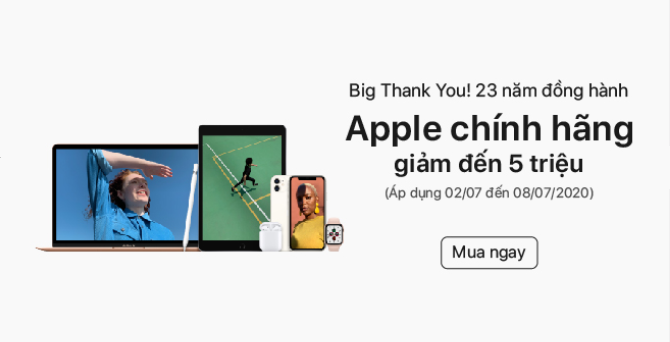 Big Thank You! 23 năm đồng hành
Apple chính hãng
giảm đến 5 triệu
(Áp dụng 02/07 đến 08/07/2020)
Mua ngay